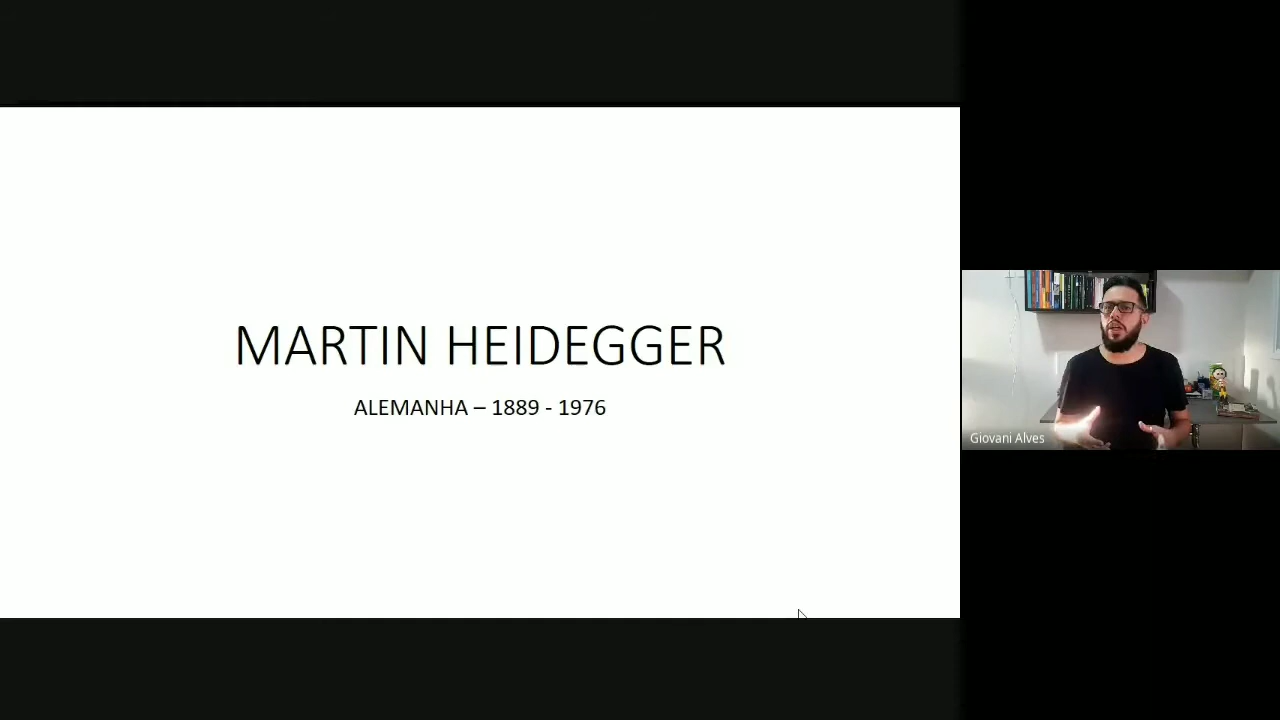 MARTIN HEIDEGGER
ALEMANHA – 1889 - 1976
Giovani Alves